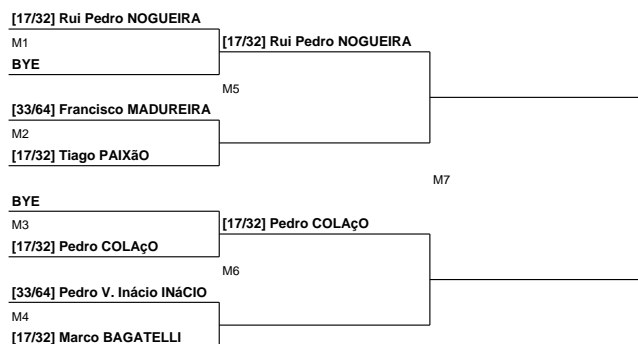 [17/32] Rui Pedro NOGUEIRA
M1
[17/32] Rui Pedro NOGUEIRA
BYE
M5
[33/64] Francisco MADUREIRA
M2
[17/32] Tiago PAIXãO
M7
BYE
M3
[17/32] Pedro COLAçO
[17/32] Pedro COLAçO
M6
[33/64] Pedro V. Inácio INáCIO
M4
[17/32] Marco BAGATELLI